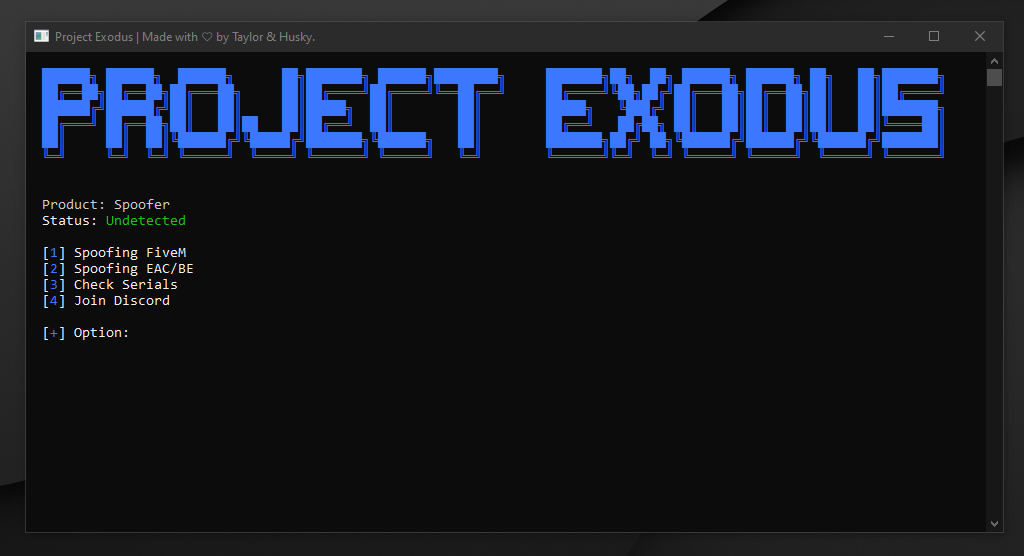 Project Exodus | Made with ♡ by Taylor & Husky.
PROJECT EXODUS
Product: Spoofer
Status: Undetected
[1] Spoofing FiveM
[2] Spoofing EAC/BE
[3] Check Serials
[4] Join Discord
[+] Option: